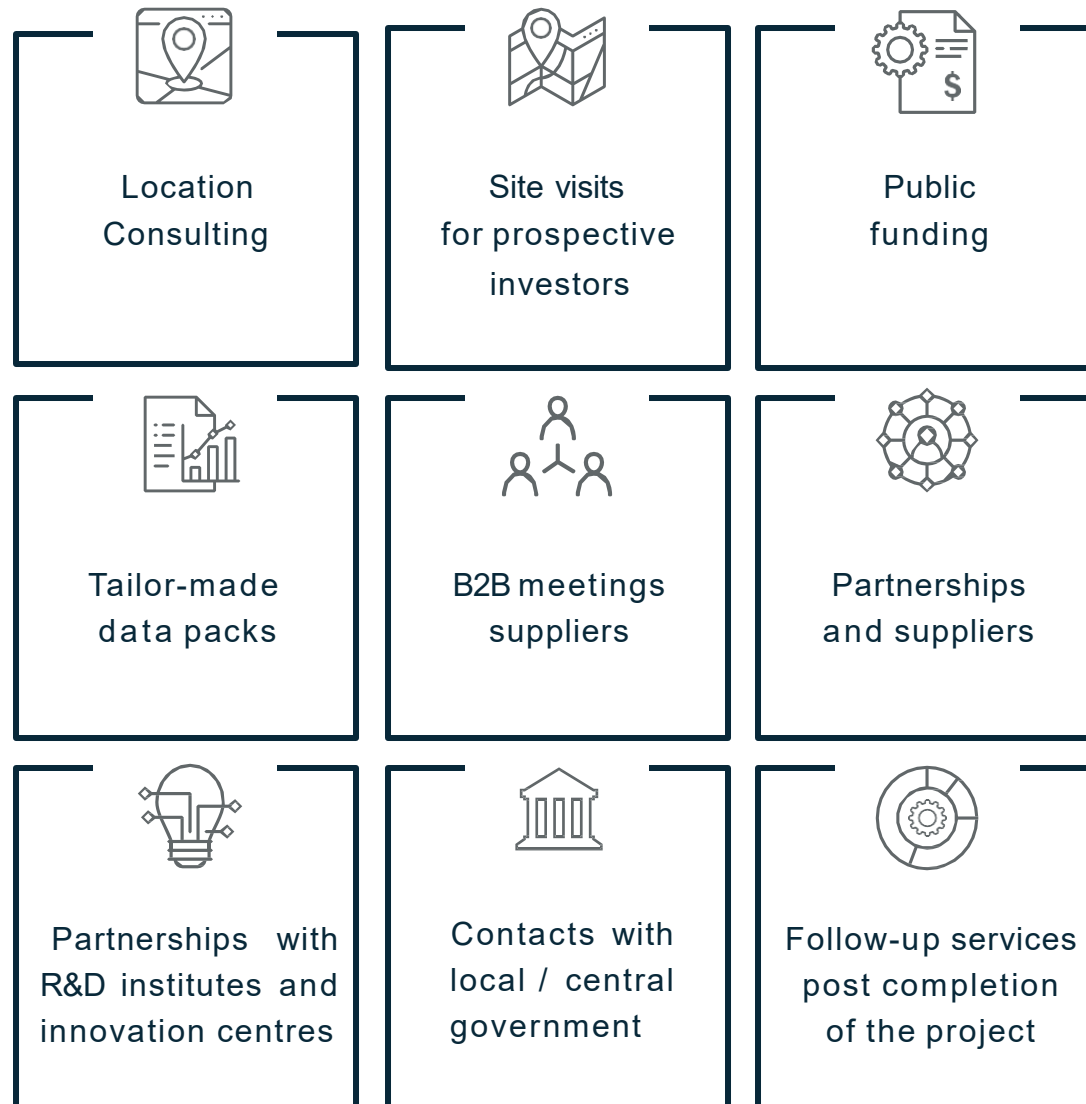 Location
Consulting
Site visits
for prospective
investors
$
Public
funding
Tailor-made
data packs
B2B meetings
suppliers
Partnerships
and suppliers
Partnerships with
R&D institutes and
innovation centres
Contacts with
local / central
government
Follow-up services
post completion
of the project